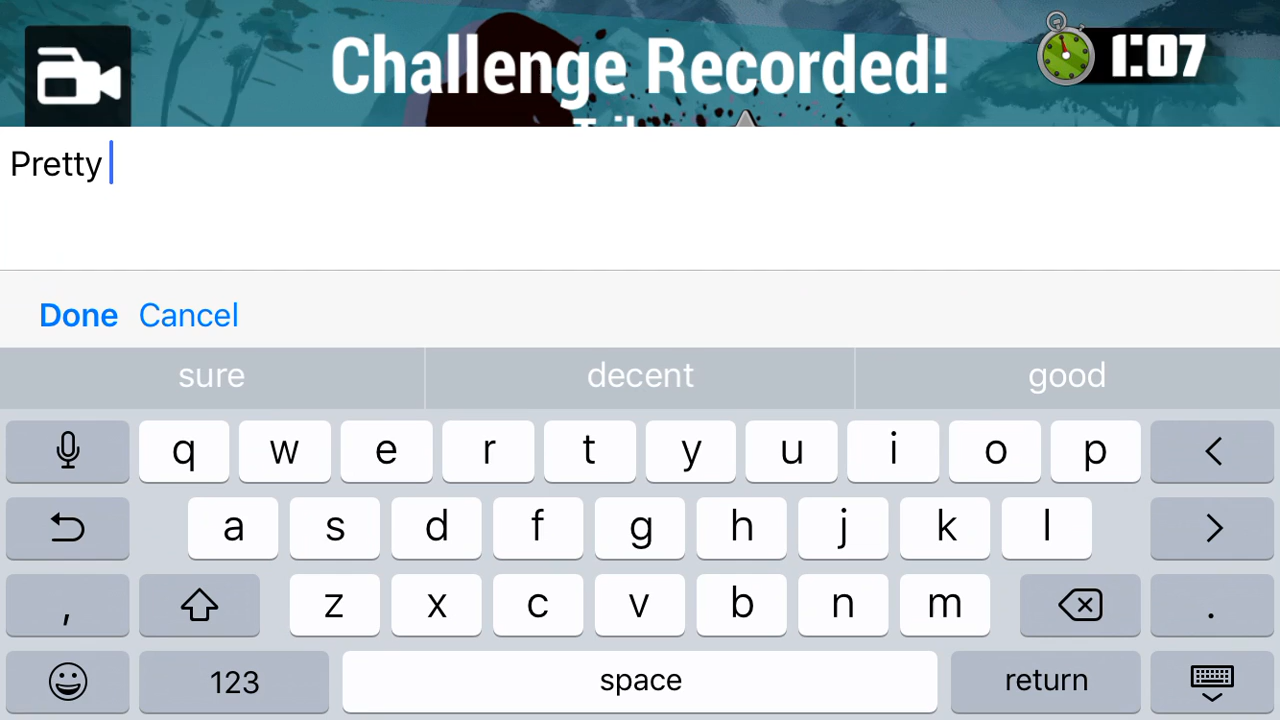 Challenge Recorded!
1:07
Pretty
Done Cancel
sure decent good
q w e r t y u i o p <
a s d f g h j k l >
, z x c v b n m .
123 space return